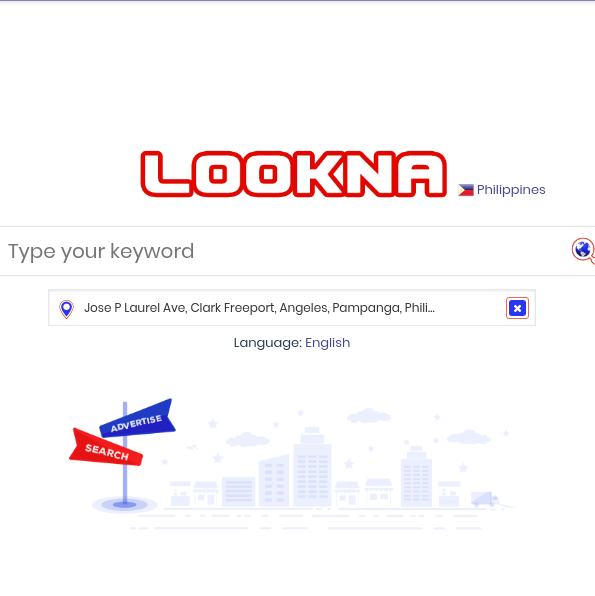 LOOKNA
Philippines
Type your keyword
Jose P Laurel Ave, Clark Freeport, Angeles, Pampanga, Phili...
Language: English
ADVERTISE
SEARCH